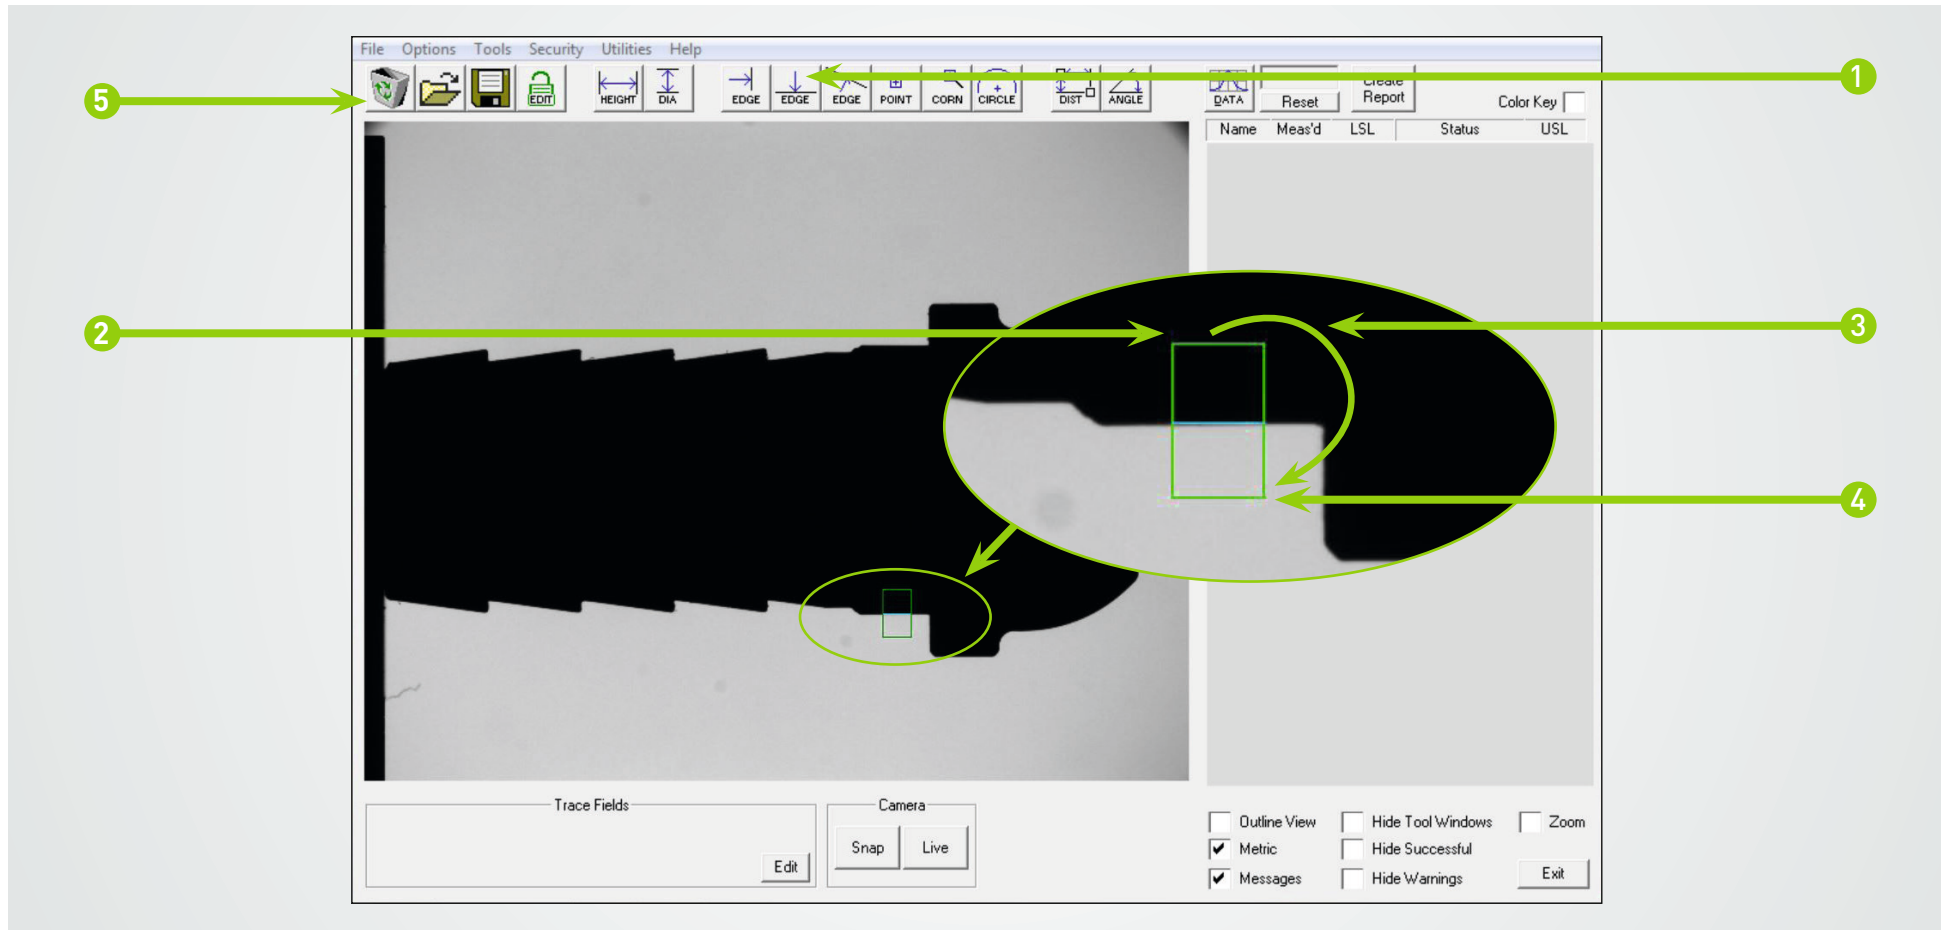 File Options Tools Security Utilities Help
1
5
EDIT
HEIGHT
DIA
EDGE
EDGE
EDGE
POINT
CORN
CIRCLE
DIST
ANGLE
DATA
Reset
Create
Report
Color Key
Name Meas'd LSL Status USL
2
3
4
Trace Fields
Edit
Camera
Snap
Live
Outline View
Hide Tool Windows
Zoom
Metric
Hide Successful
Messages
Hide Warnings
Exit